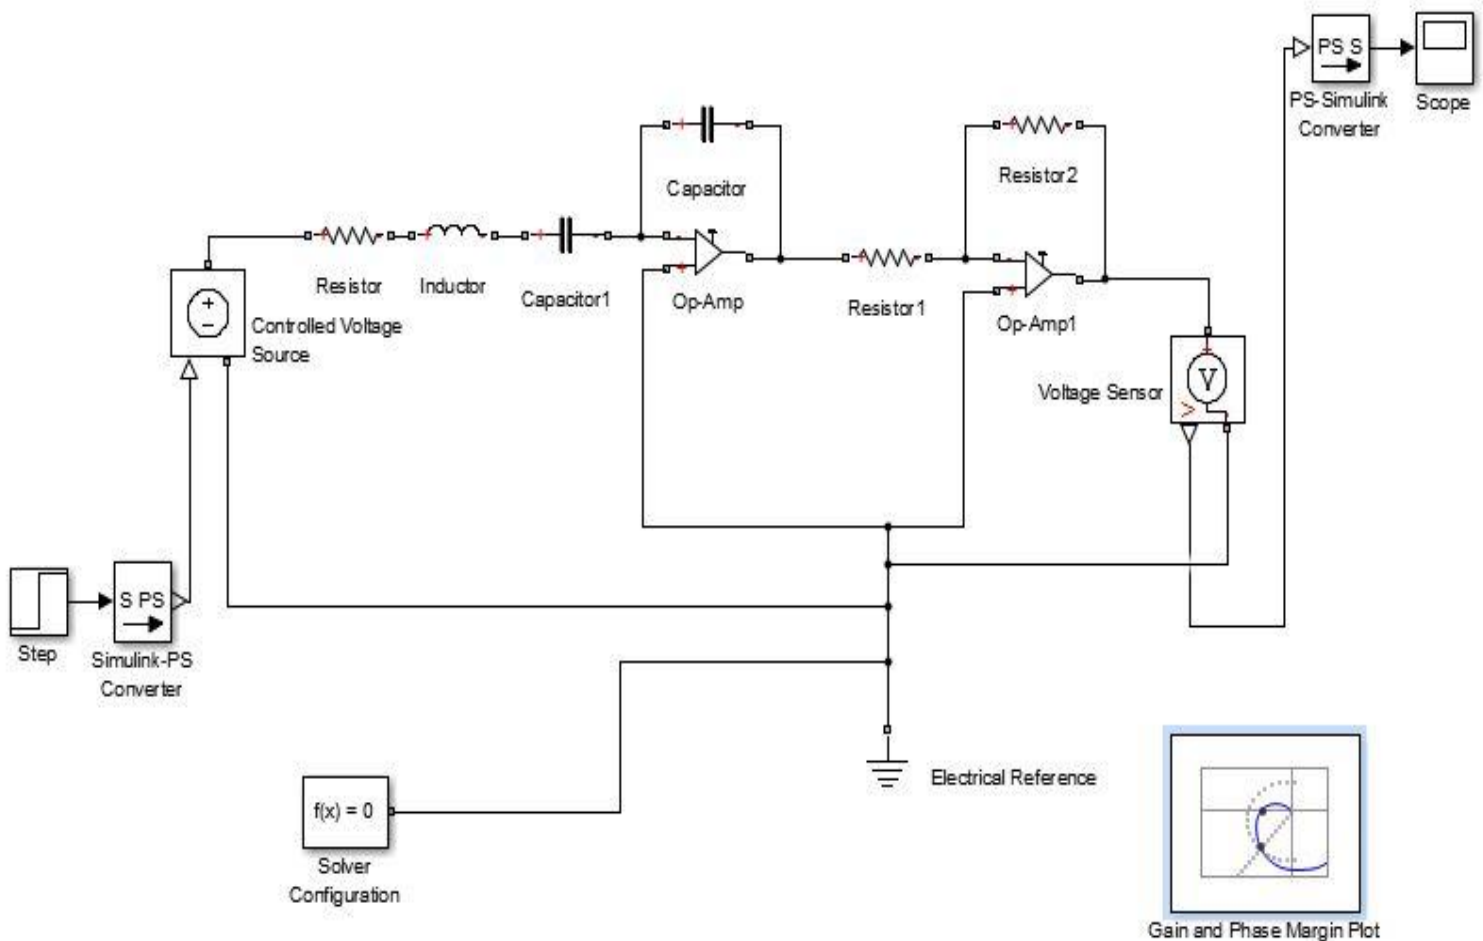 PS S
PS-Simulink
Converter
Scope
Capacitor
Resistor2
Resistor
Inductor
Capacitor1
Op-Amp
Resistor1
Op-Amp1
Controlled Voltage
Source
V
Voltage Sensor
S PS
Step
Simulink-PS
Converter
Electrical Reference
f(x) = 0
Solver
Configuration
Gain and Phase Margin Plot